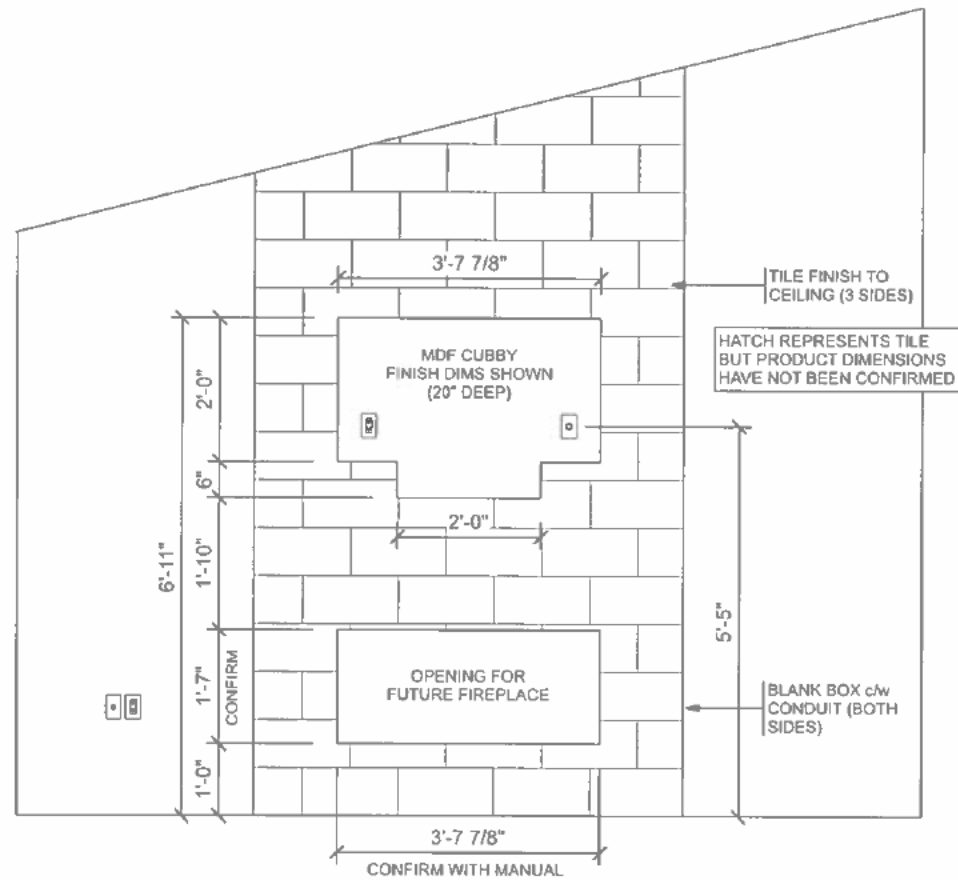 3'-7 7/8"
TILE FINISH TO
CEILING (3 SIDES)
HATCH REPRESENTS TILE
BUT PRODUCT DIMENSIONS
HAVE NOT BEEN CONFIRMED
MDF CUBBY
FINISH DIMS SHOWN
(20" DEEP)
2'-0"
6"
2'-0"
6'-11"
1'-10"
5'-5"
1'-7"
CONFIRM
OPENING FOR
FUTURE FIREPLACE
BLANK BOX c/w
CONDUIT (BOTH
SIDES)
1'-0"
3'-7 7/8"
CONFIRM WITH MANUAL